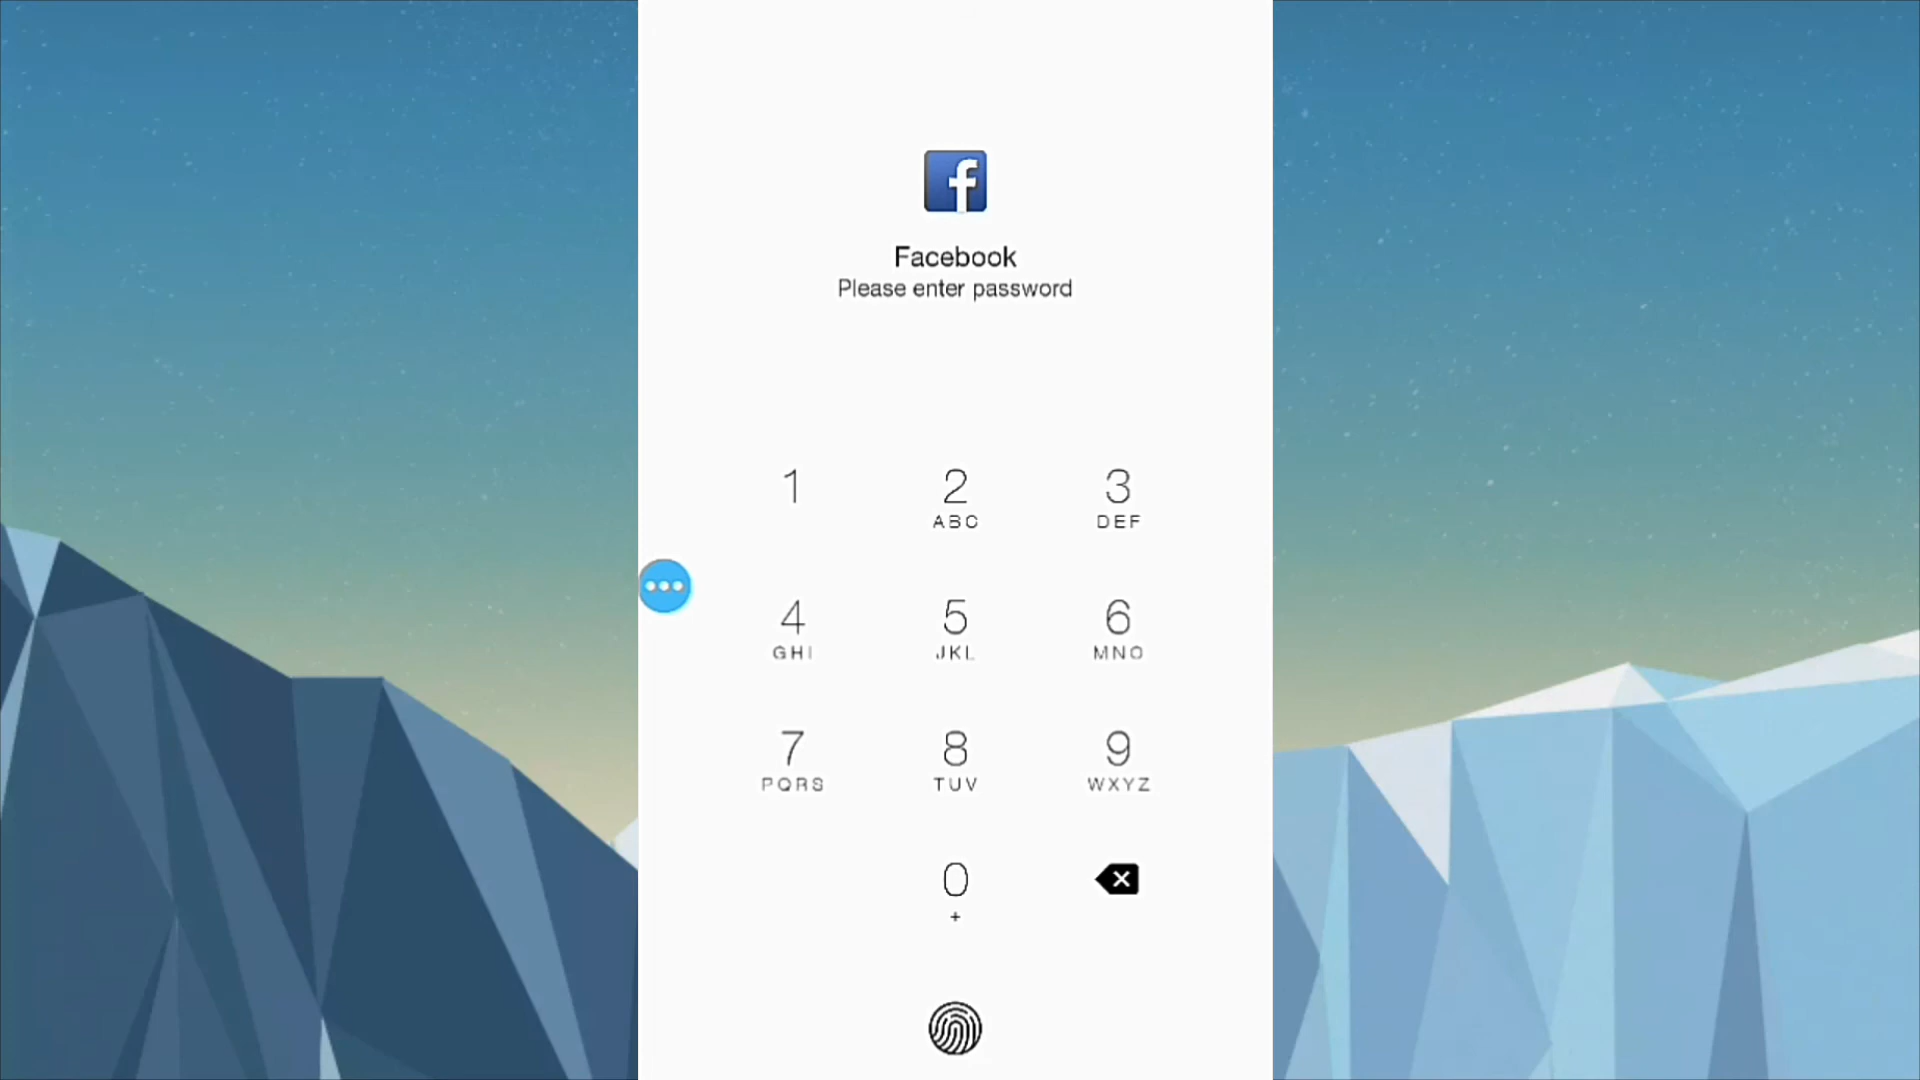 f
Facebook
Please enter password
1
2
3
ABC
DEF
4
5
6
GHI
JKL
MNO
7
8
9
PQRS
TUV
WXYZ
0
+